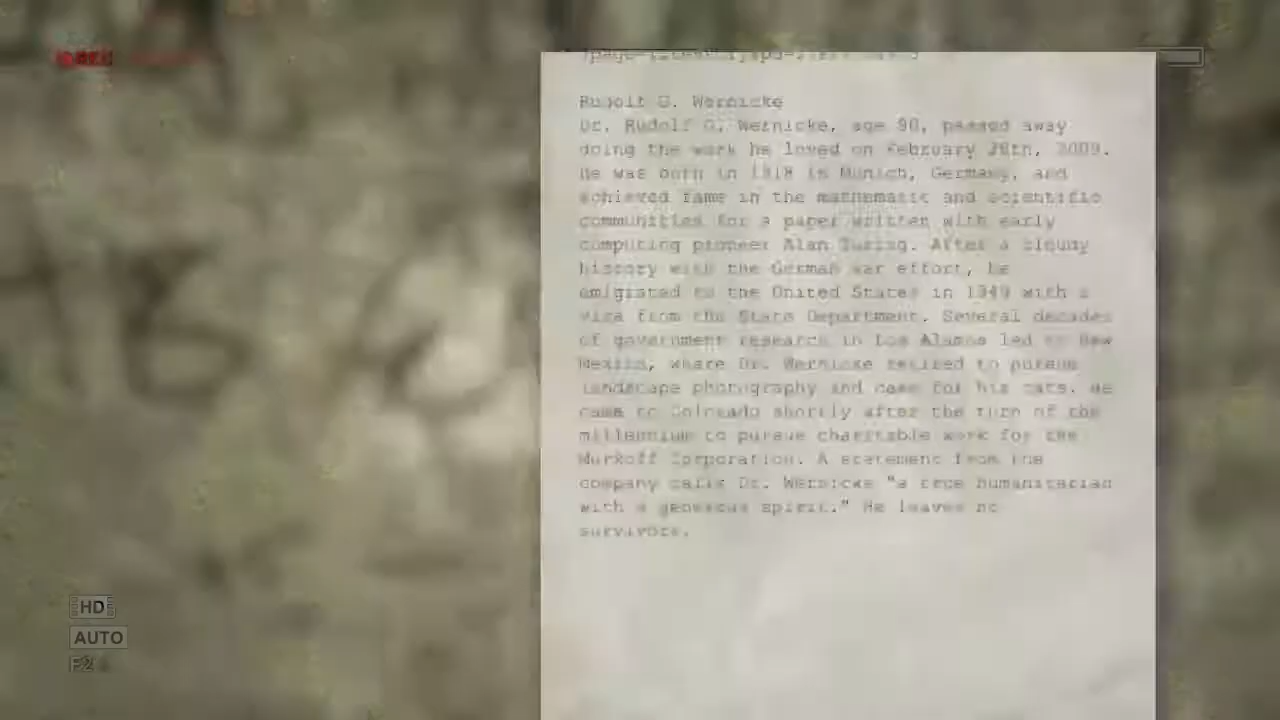 Rudolf G. Wernicke
Dr. Rudolf G. Wernicke, age 90, passed away
doing the work he loved on February 28th, 2009.
He was born in 1918 in Munich, Germany, and
achieved fame in the mathematic and scientific
communities for a paper written with early
computing pioneer Alan Turing. After a cloudy
history with the German war effort, he
emigrated to the United States in 1949 with a
visa from the State Department. Several decades
of government research in Los Alamos led to New
Mexico, where Dr. Wernicke retired to pursue
landscape photography and care for his cats. He
came to Colorado shortly after the turn of the
millennium to pursue charitable work for the
Murkoff Corporation. A statement from the
company calls Dr. Wernicke "a true humanitarian
with a generous spirit." He leaves no
survivors.
HD
AUTO